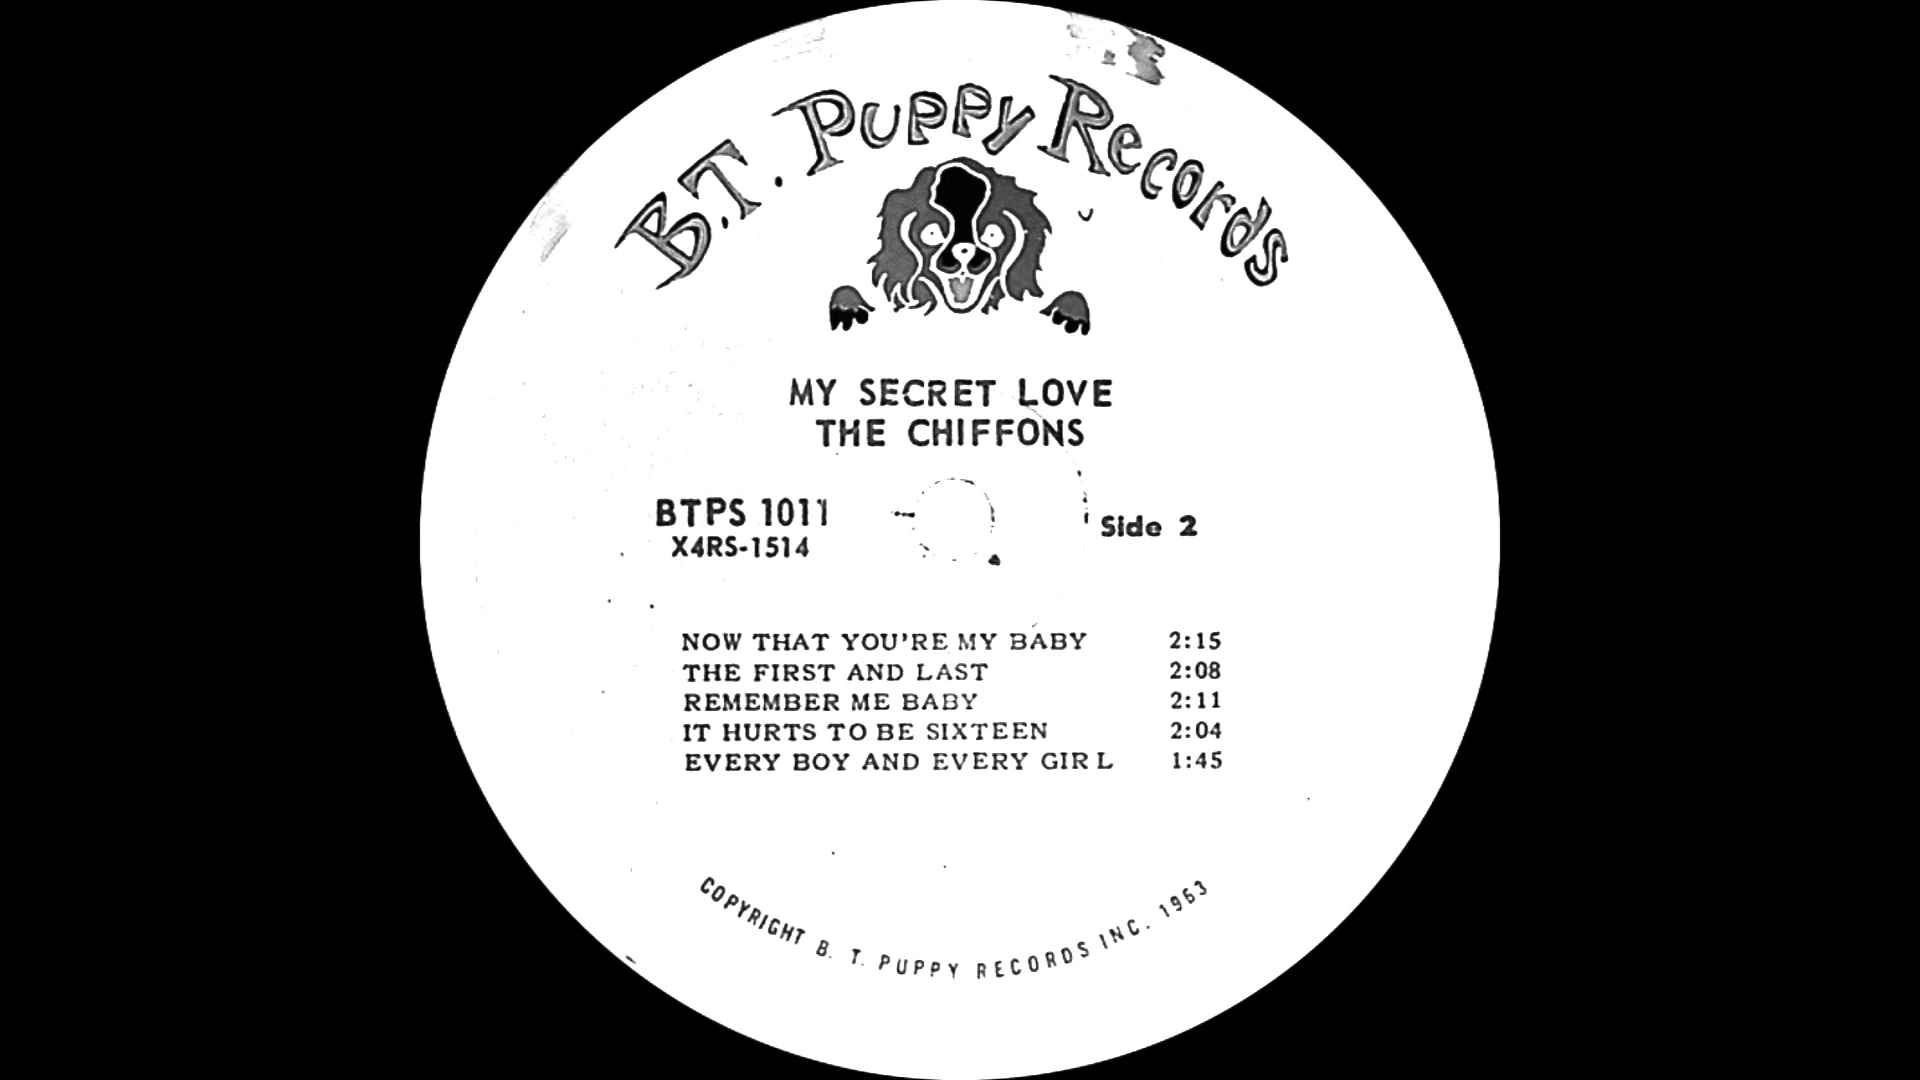 B.T. Puppy Records
MY SECRET LOVE
THE CHIFFONS
BTPS 1011
X4RS-1514
Side 2
NOW THAT YOU'RE MY BABY 2:15
THE FIRST AND LAST 2:08
REMEMBER ME BABY 2:11
IT HURTS TO BE SIXTEEN 2:04
EVERY BOY AND EVERY GIRL 1:45
COPYRIGHT B. T. PUPPY RECORDS INC. 1963